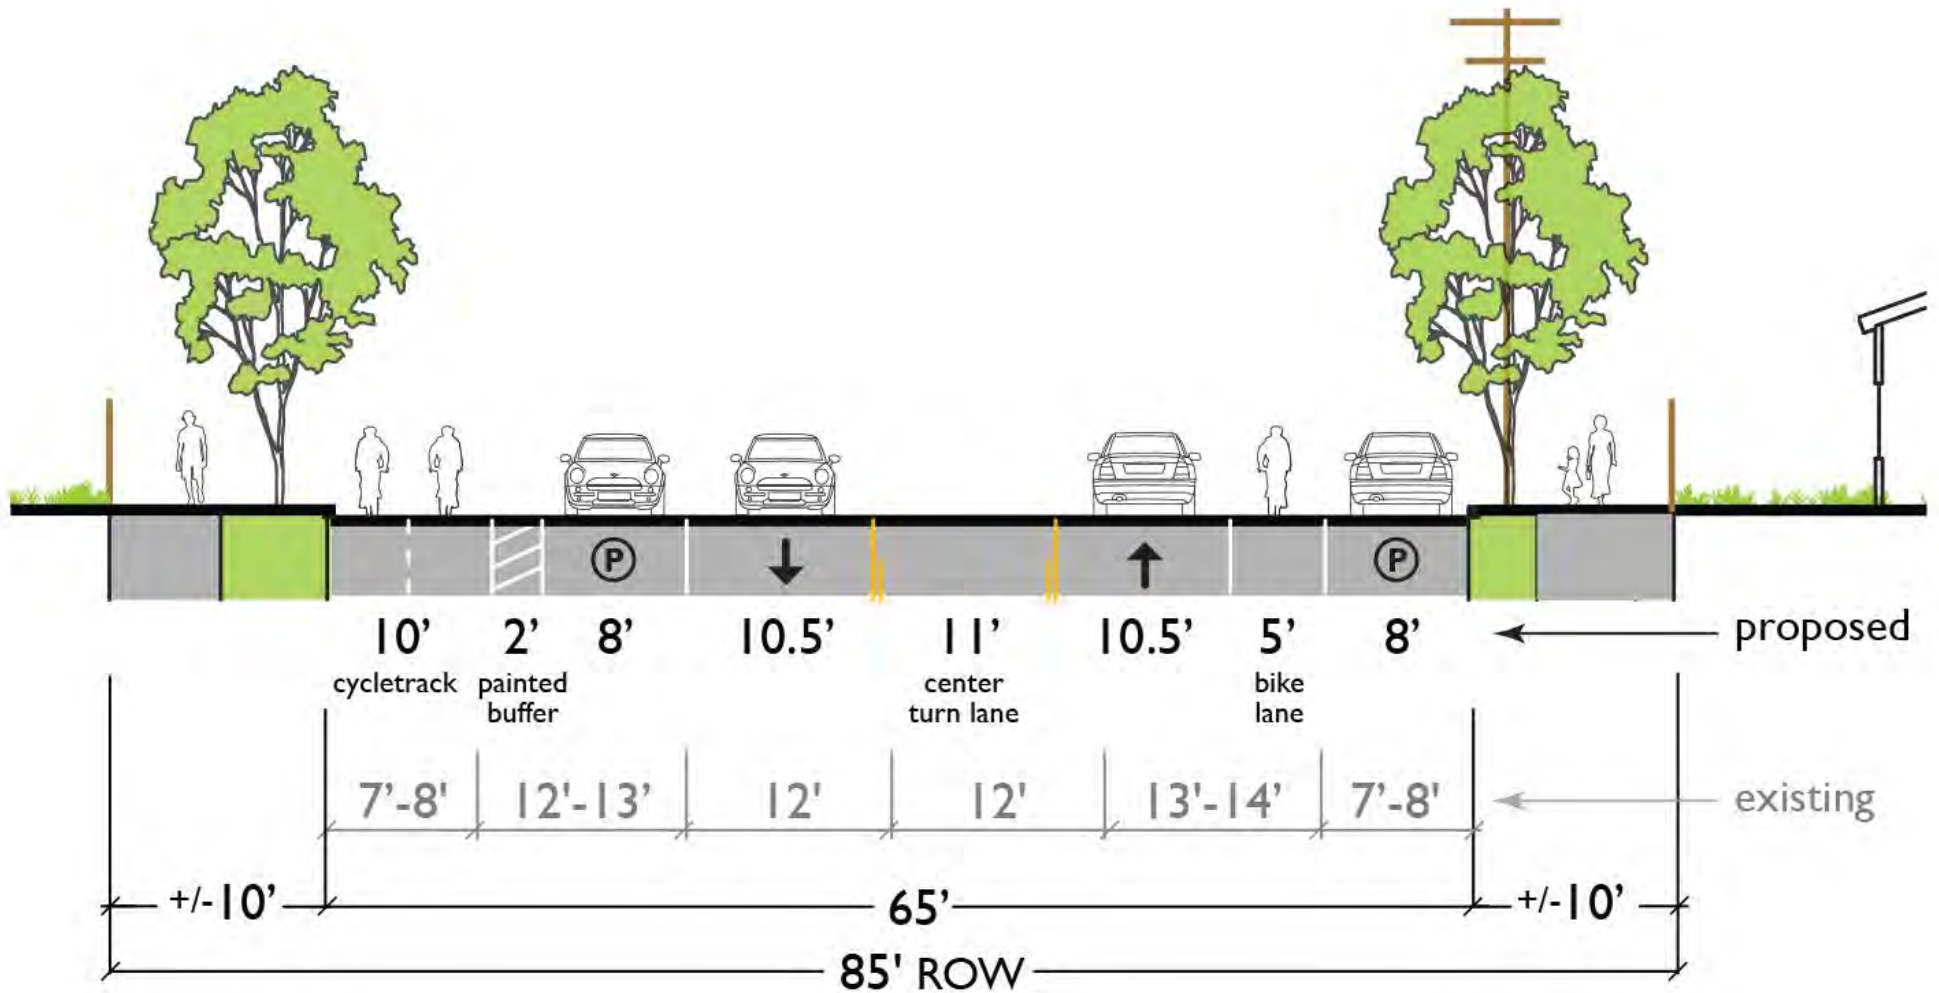 P
P
10’ 2’ 8’ 10.5’ 11’ 10.5’ 5’ 8’ proposed
cycletrack painted center bike
buffer turn lane lane
7’-8' 12'-13’ 12' 12' 13'-14’ 7’-8' existing
+/-10’ 65’ +/-10’
85' ROW